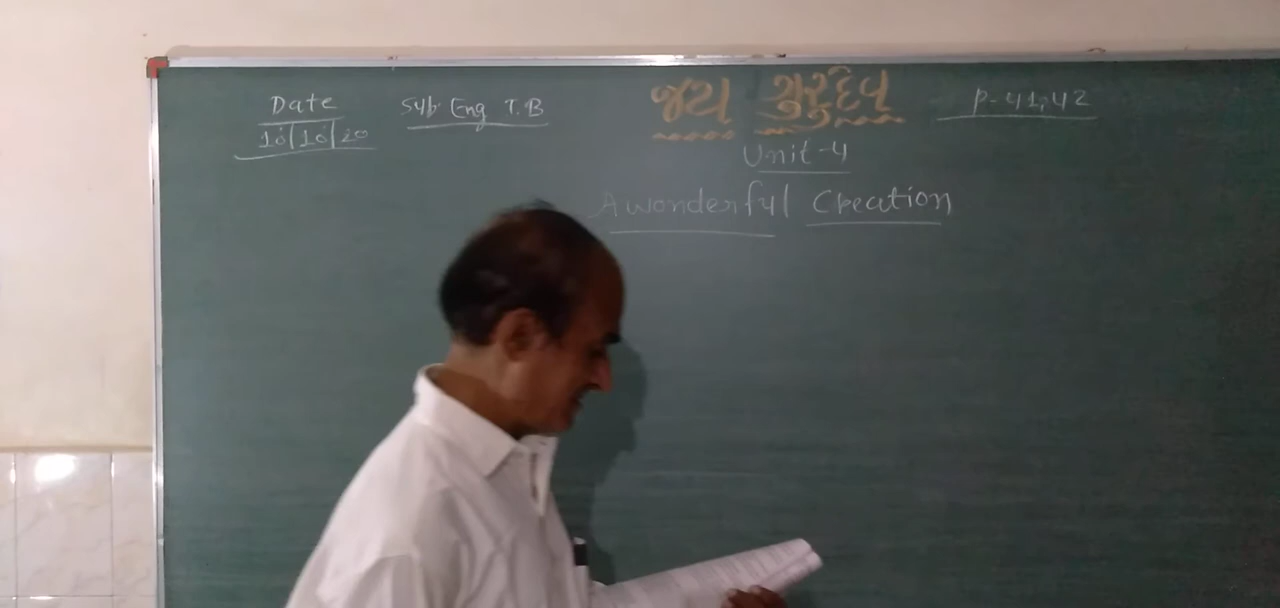 Date
10/10/20
Sub: Eng T.B
જય ગુરુદેવ
P-41,42
Unit-4
A wonderful Creation